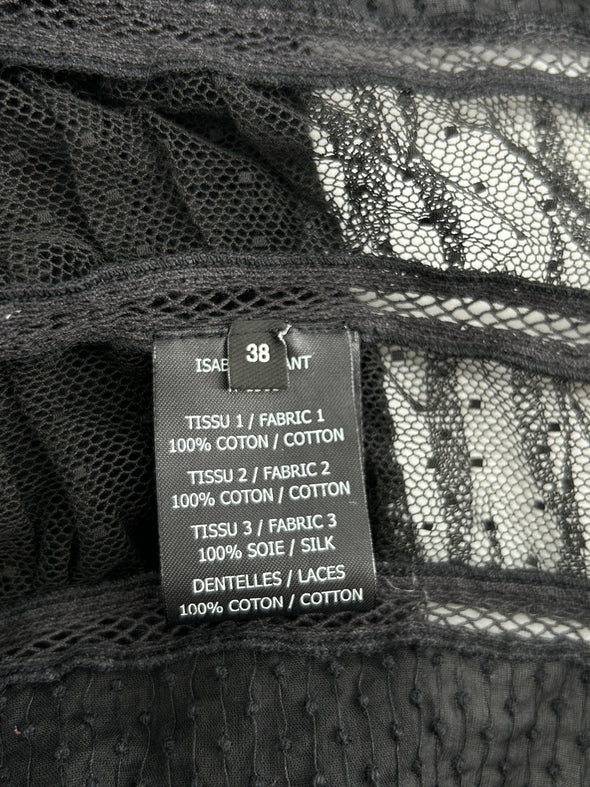 38
TISSU 1 / FABRIC 1
100% COTON / COTTON
TISSU 2 / FABRIC 2
100% COTON / COTTON
TISSU 3 / FABRIC 3
100% SOIE / SILK
DENTELLES / LACES
100% COTON / COTTON